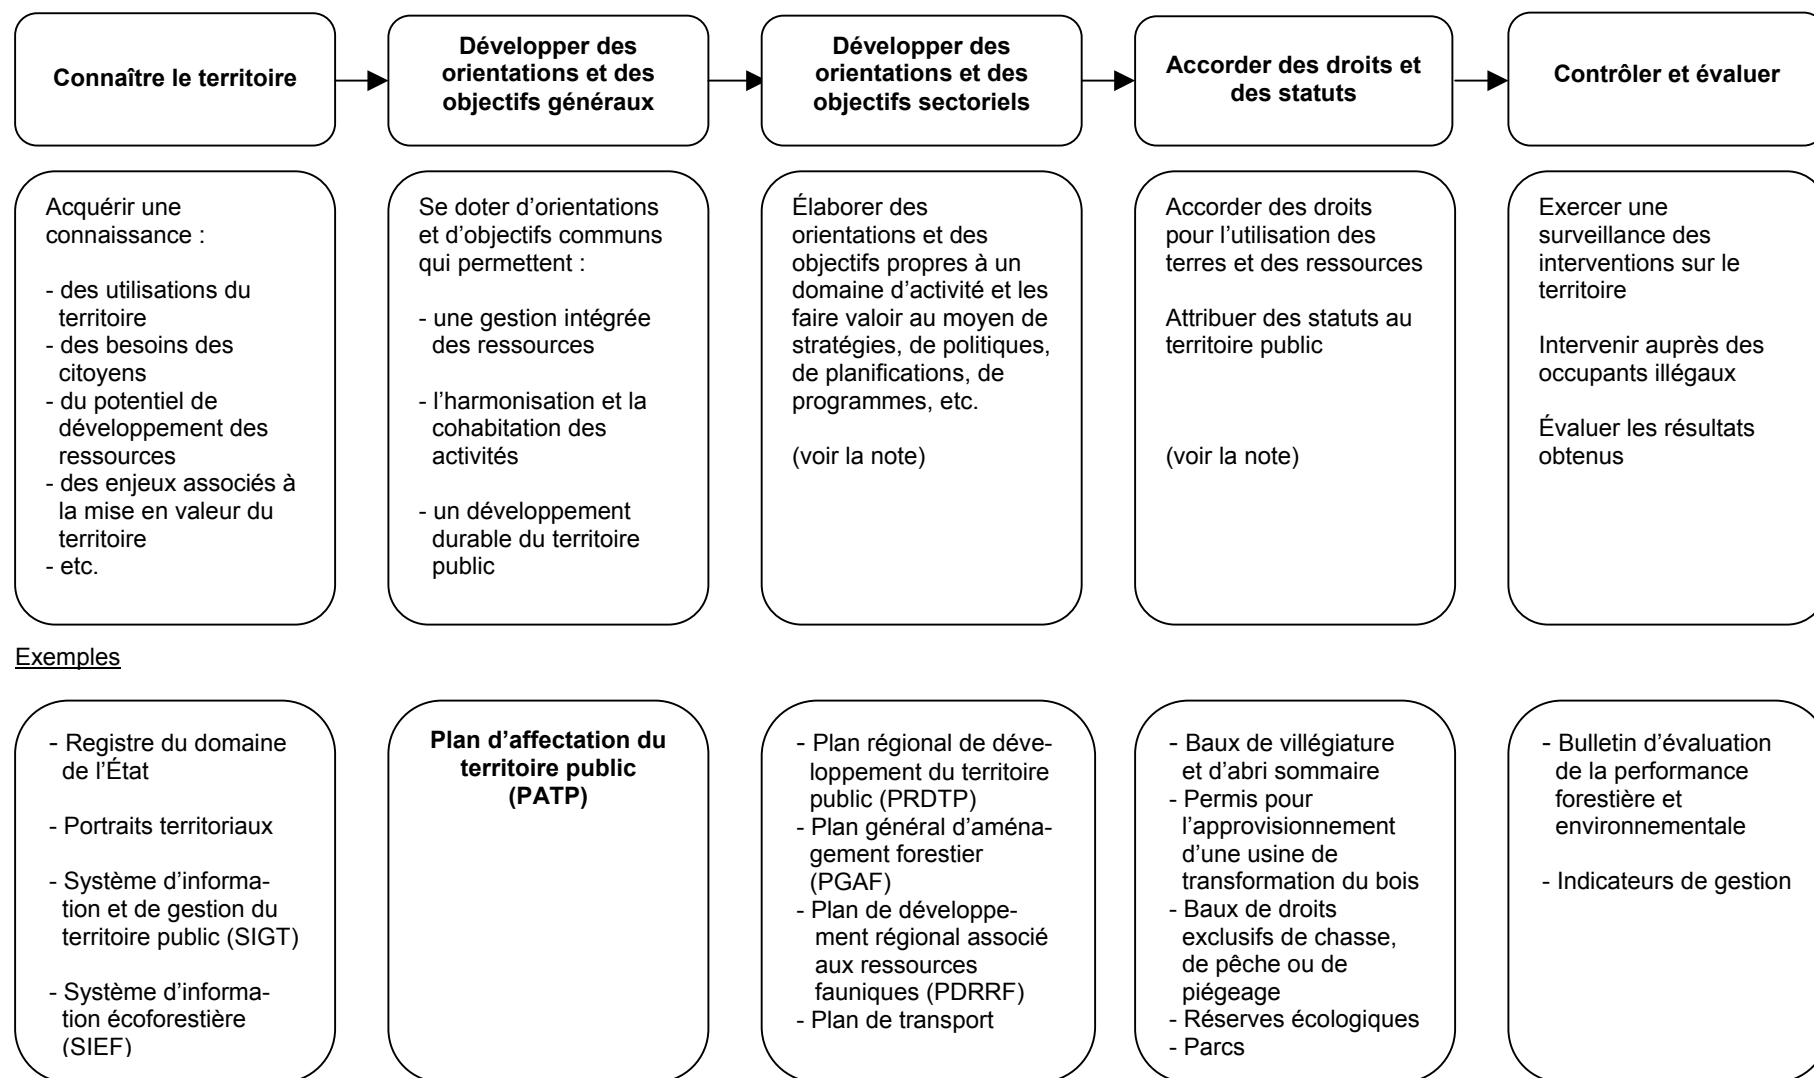 Connaître le territoire
Développer des
orientations et des
objectifs généraux
Développer des
orientations et des
objectifs sectoriels
Accorder des droits et
des statuts
Contrôler et évaluer
Acquérir une
connaissance :
- des utilisations du
territoire
- des besoins des
citoyens
- du potentiel de
développement des
ressources
- des enjeux associés à
la mise en valeur du
territoire
- etc.
Se doter d’orientations
et d’objectifs communs
qui permettent :
- une gestion intégrée
des ressources
- l’harmonisation et la
cohabitation des
activités
- un développement
durable du territoire
public
Élaborer des
orientations et des
objectifs propres à un
domaine d’activité et les
faire valoir au moyen de
stratégies, de politiques,
de planifications, de
programmes, etc.
(voir la note)
Accorder des droits
pour l’utilisation des
terres et des ressources
Attribuer des statuts au
territoire public
(voir la note)
Exercer une
surveillance des
interventions sur le
territoire
Intervenir auprès des
occupants illégaux
Évaluer les résultats
obtenus
Exemples
- Registre du domaine
de l’État
- Portraits territoriaux
- Système d’informa-
tion et de gestion du
territoire public (SIGT)
- Système d’informa-
tion écoforestière
(SIEF)
Plan d’affectation du
territoire public
(PATP)
- Plan régional de déve-
loppement du territoire
public (PRDTP)
- Plan général d’aména-
gement forestier
(PGAF)
- Plan de développe-
ment régional associé
aux ressources
fauniques (PDRRF)
- Plan de transport
- Baux de villégiature
et d’abri sommaire
- Permis pour
l’approvisionnement
d’une usine de
transformation du bois
- Baux de droits
exclusifs de chasse,
de pêche ou de
piégeage
- Réserves écologiques
- Parcs
- Bulletin d’évaluation
de la performance
forestière et
environnementale
- Indicateurs de gestion